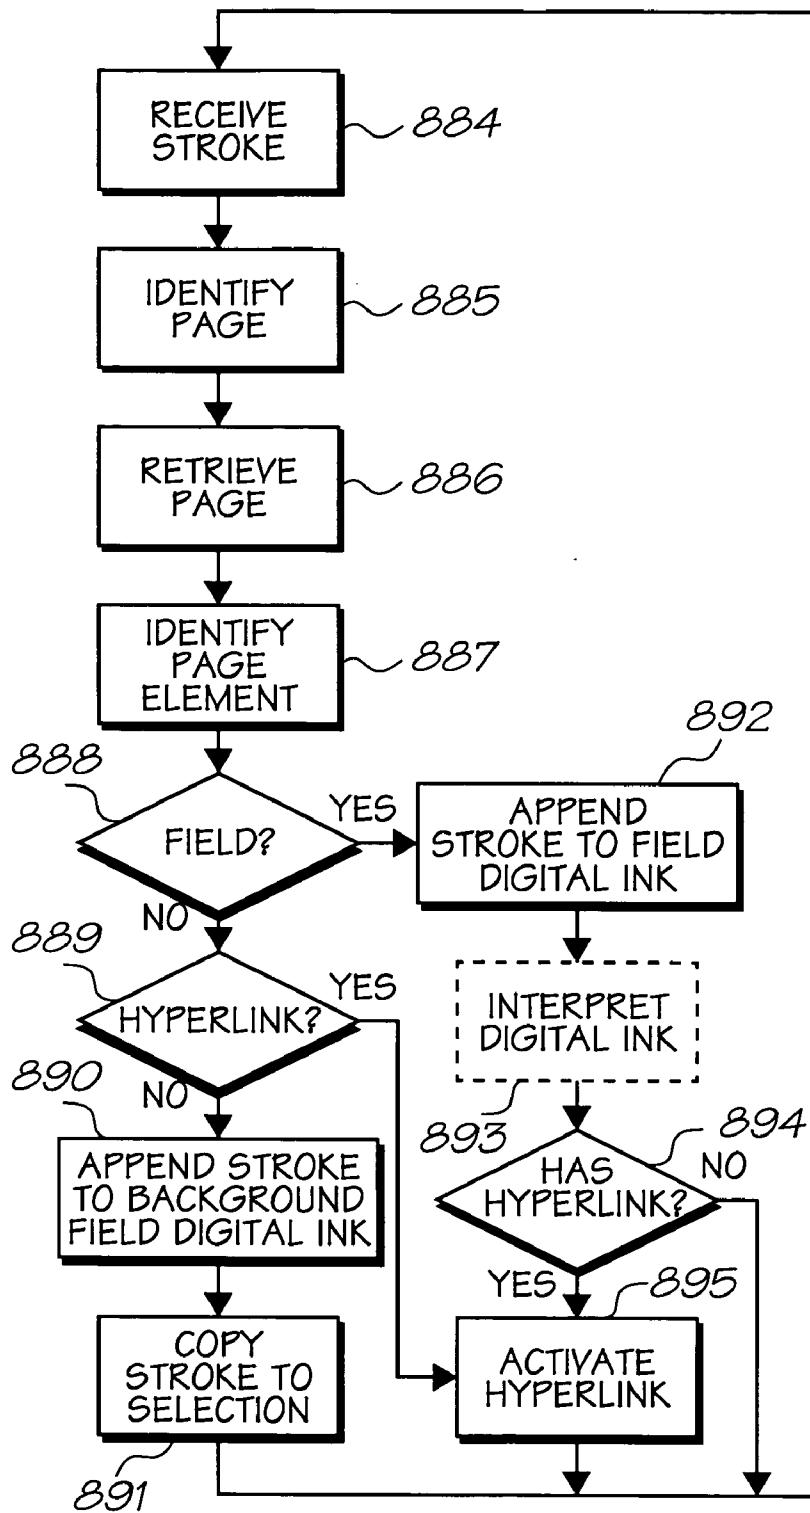 RECEIVE
STROKE
884
IDENTIFY
PAGE
885
RETRIEVE
PAGE
886
IDENTIFY
PAGE
ELEMENT
887
888
FIELD?
YES
NO
892
APPEND
STROKE TO FIELD
DIGITAL INK
889
HYPERLINK?
YES
NO
INTERPRET
DIGITAL INK
893
890
APPEND STROKE
TO BACKGROUND
FIELD DIGITAL INK
894
HAS
HYPERLINK?
NO
YES
895
COPY
STROKE TO
SELECTION
891
ACTIVATE
HYPERLINK